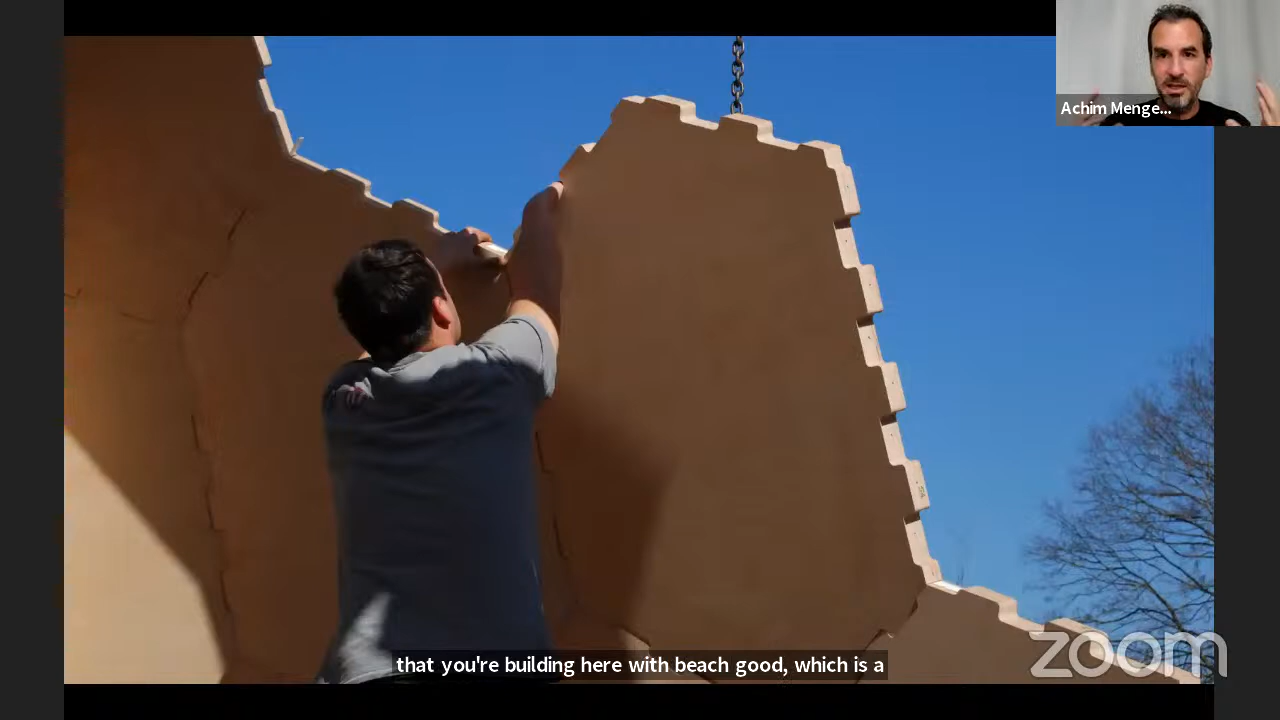 Achim Menge...
that you're building here with beach good, which is a
zoom